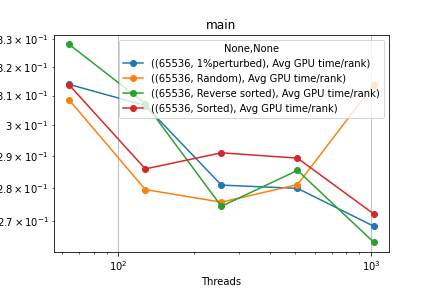 main
None,None
((65536, 1%perturbed), Avg GPU time/rank)
((65536, Random), Avg GPU time/rank)
((65536, Reverse sorted), Avg GPU time/rank)
((65536, Sorted), Avg GPU time/rank)
3.3 × 10⁻¹
3.2 × 10⁻¹
3.1 × 10⁻¹
3 × 10⁻¹
2.9 × 10⁻¹
2.8 × 10⁻¹
2.7 × 10⁻¹
10²
10³
Threads